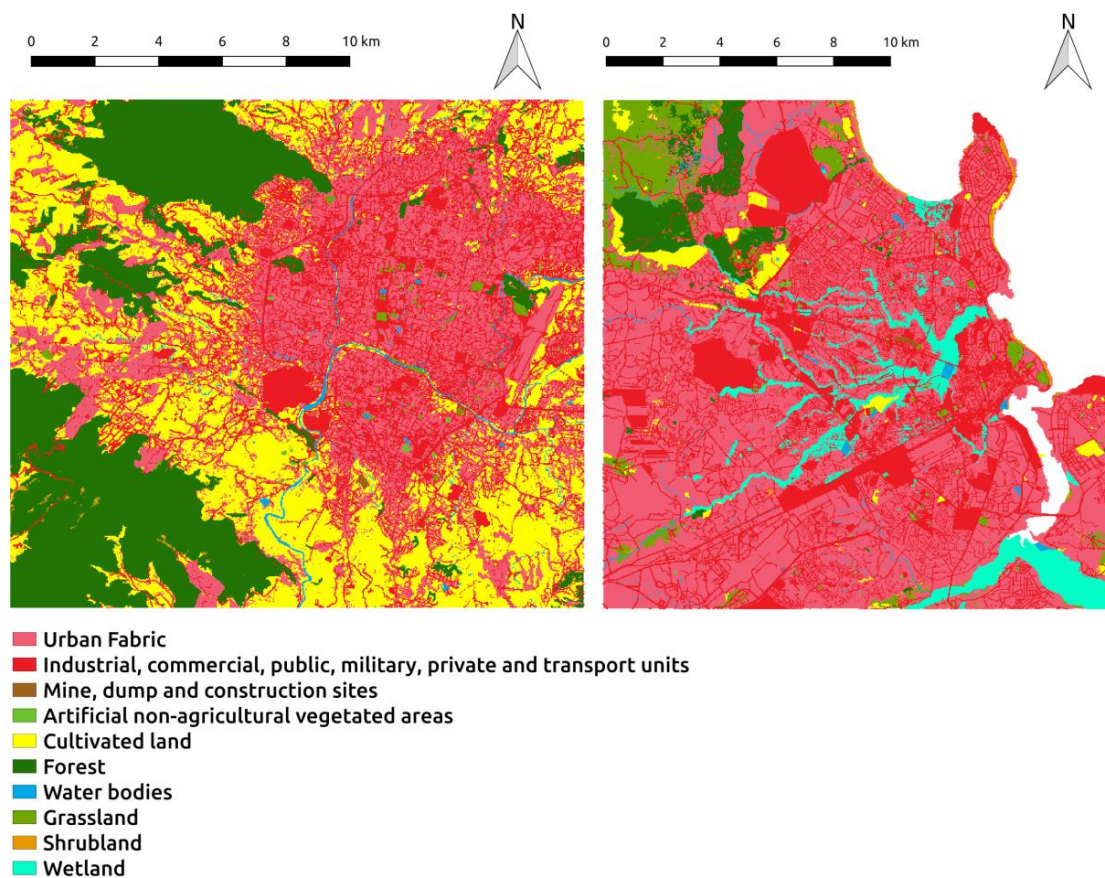 N
0 2 4 6 8 10 km
N
0 2 4 6 8 10 km
Urban Fabric
Industrial, commercial, public, military, private and transport units
Mine, dump and construction sites
Artificial non-agricultural vegetated areas
Cultivated land
Forest
Water bodies
Grassland
Shrubland
Wetland